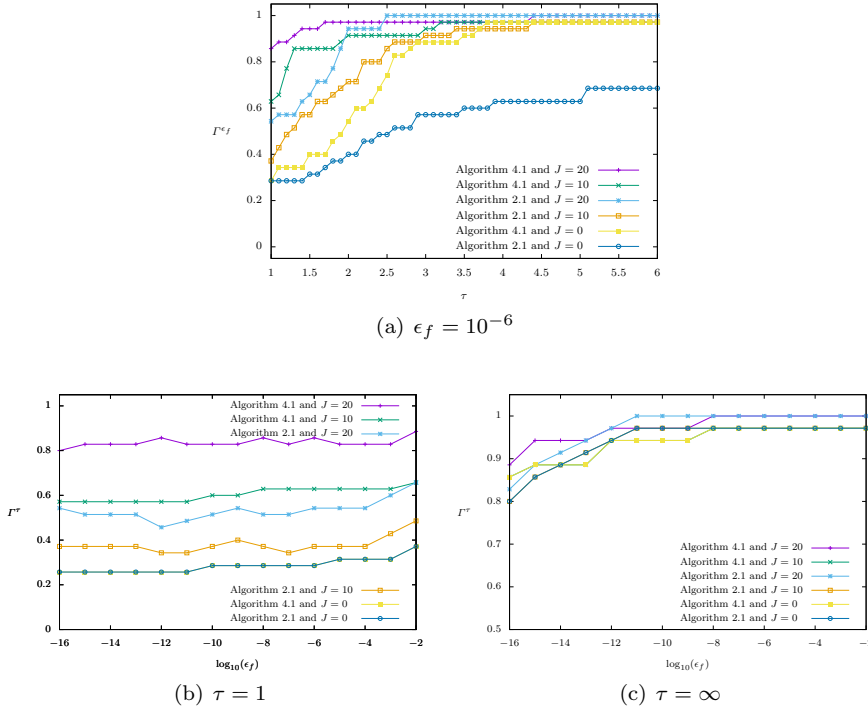 1
0.8
0.6
Γ^{ϵ_f}
0.4
0.2
0
Algorithm 4.1 and J = 20
Algorithm 4.1 and J = 10
Algorithm 2.1 and J = 20
Algorithm 2.1 and J = 10
Algorithm 4.1 and J = 0
Algorithm 2.1 and J = 0
1 1.5 2 2.5 3 3.5 4 4.5 5 5.5 6
τ
(a) ϵ_f = 10^{−6}
1
0.8
0.6
Γ^τ
0.4
0.2
0
Algorithm 4.1 and J = 20
Algorithm 4.1 and J = 10
Algorithm 2.1 and J = 20
Algorithm 2.1 and J = 10
Algorithm 4.1 and J = 0
Algorithm 2.1 and J = 0
−16 −14 −12 −10 −8 −6 −4 −2
log_{10}(ϵ_f)
(b) τ = 1
1
0.9
0.8
Γ^τ
0.7
0.6
0.5
Algorithm 4.1 and J = 20
Algorithm 4.1 and J = 10
Algorithm 2.1 and J = 20
Algorithm 2.1 and J = 10
Algorithm 4.1 and J = 0
Algorithm 2.1 and J = 0
−16 −14 −12 −10 −8 −6 −4 −2
log_{10}(ϵ_f)
(c) τ = ∞